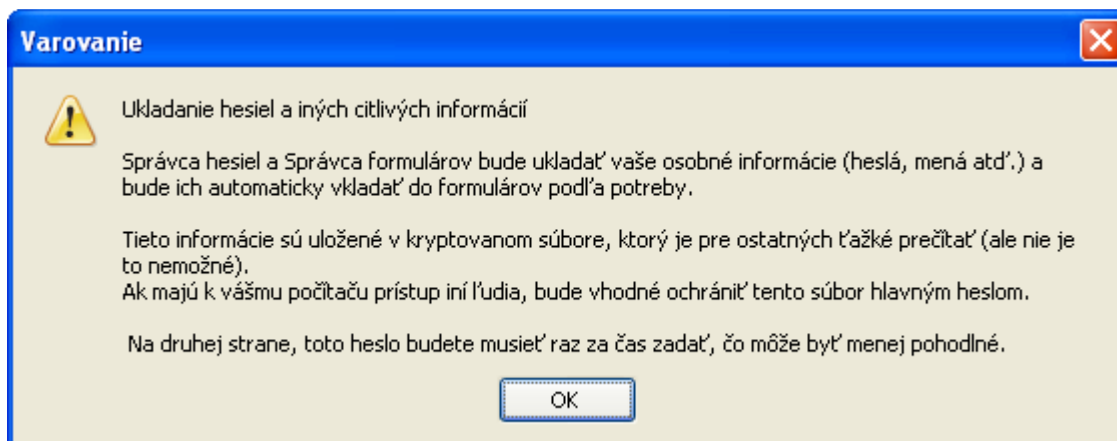 Varovanie
Ukladanie hesiel a iných citlivých informácií
Správca hesiel a Správca formulárov bude ukladať vaše osobné informácie (heslá, mená atď.) a
bude ich automaticky vkladať do formulárov podľa potreby.
Tieto informácie sú uložené v kryptovanom súbore, ktorý je pre ostatných ťažké prečítať (ale nie je
to nemožné).
Ak majú k vášmu počítaču prístup iní ľudia, bude vhodné ochrániť tento súbor hlavným heslom.
Na druhej strane, toto heslo budete musieť raz za čas zadať, čo môže byť menej pohodlné.
OK